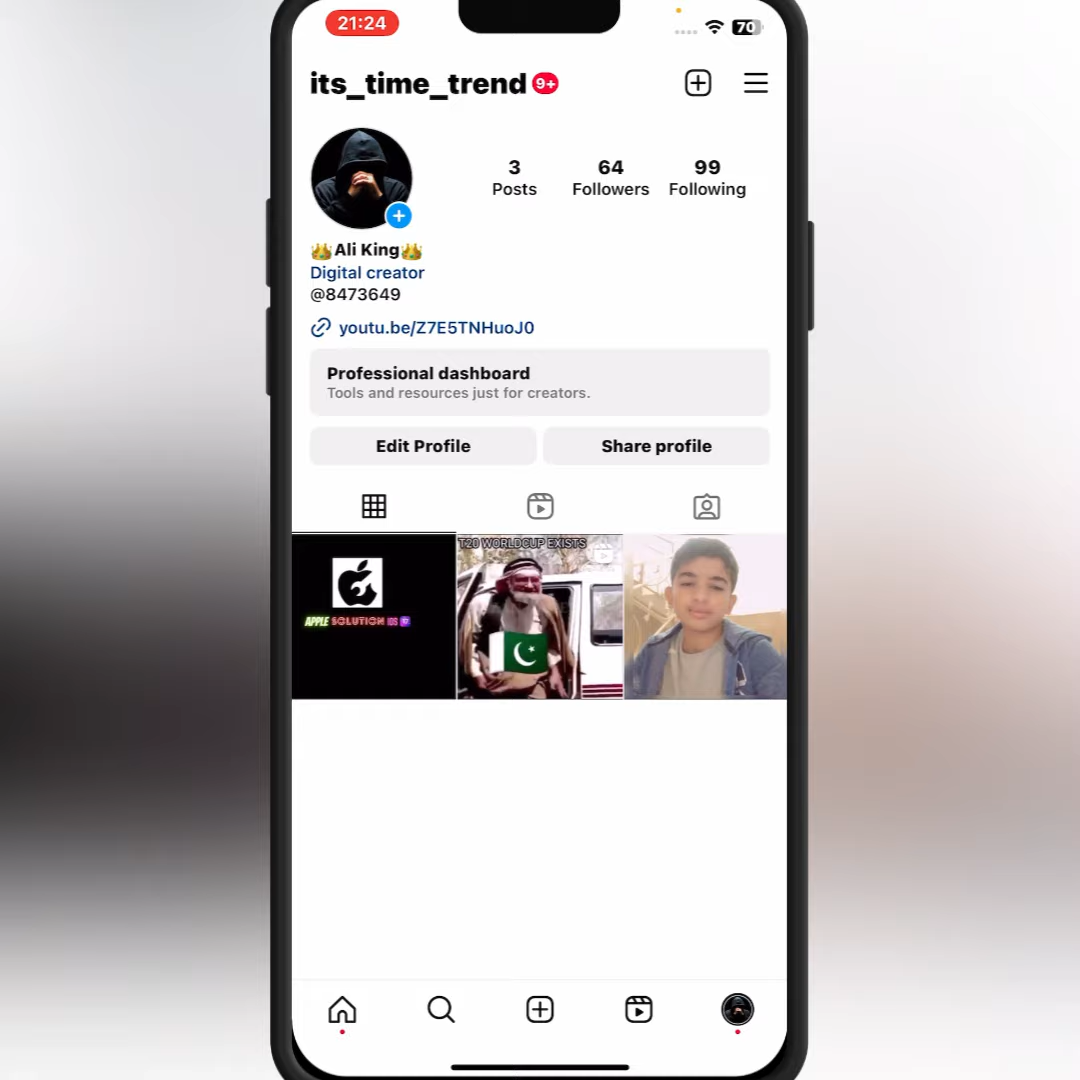 21:24
70
its_time_trend 9+
3 64 99
Posts Followers Following
👑Ali King👑
Digital creator
@8473649
youtu.be/Z7E5TNHuoJ0
Professional dashboard
Tools and resources just for creators.
Edit Profile Share profile
T20 WORLDCUP EXISTS
APPLE SOLUTION IOS